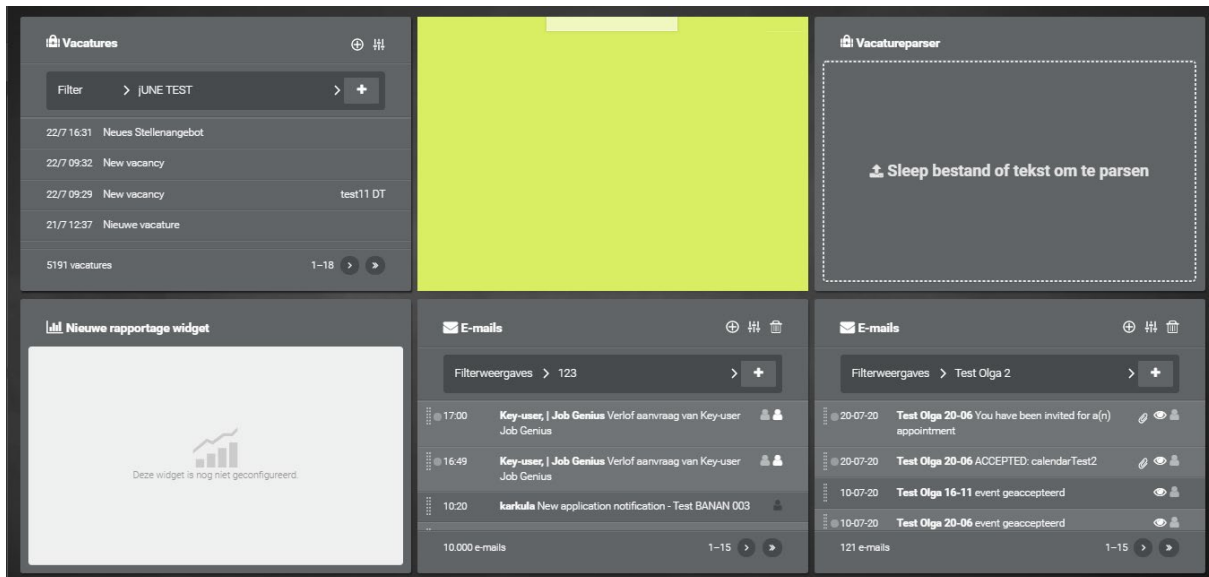 Vacatures
Filter jUNE TEST
22/7 16:31 Neues Stellenangebot
22/7 09:32 New vacancy
22/7 09:29 New vacancy test11 DT
21/7 12:37 Nieuwe vacature
5191 vacatures 1–18
Vacatureparser
Sleep bestand of tekst om te parsen
Nieuwe rapportage widget
Deze widget is nog niet geconfigureerd.
E-mails
Filterweergaves 123
17:00 Key-user, | Job Genius Verlof aanvraag van Key-user
Job Genius
16:49 Key-user, | Job Genius Verlof aanvraag van Key-user
Job Genius
10:20 karkula New application notification - Test BANAN 003
10.000 e-mails 1–15
E-mails
Filterweergaves Test Olga 2
20-07-20 Test Olga 20-06 You have been invited for a(n)
appointment
20-07-20 Test Olga 20-06 ACCEPTED: calendarTest2
10-07-20 Test Olga 16-11 event geaccepteerd
10-07-20 Test Olga 20-06 event geaccepteerd
121 e-mails 1–15